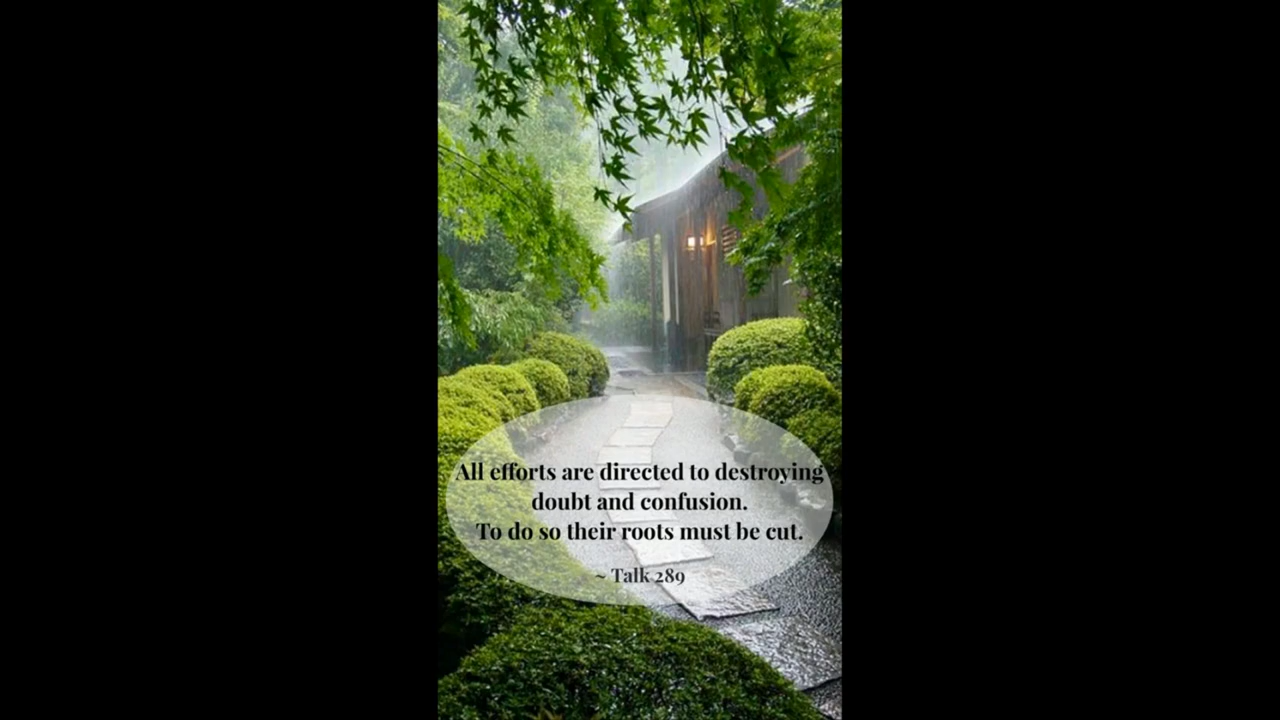 All efforts are directed to destroying
doubt and confusion.
To do so their roots must be cut.
~ Talk 289